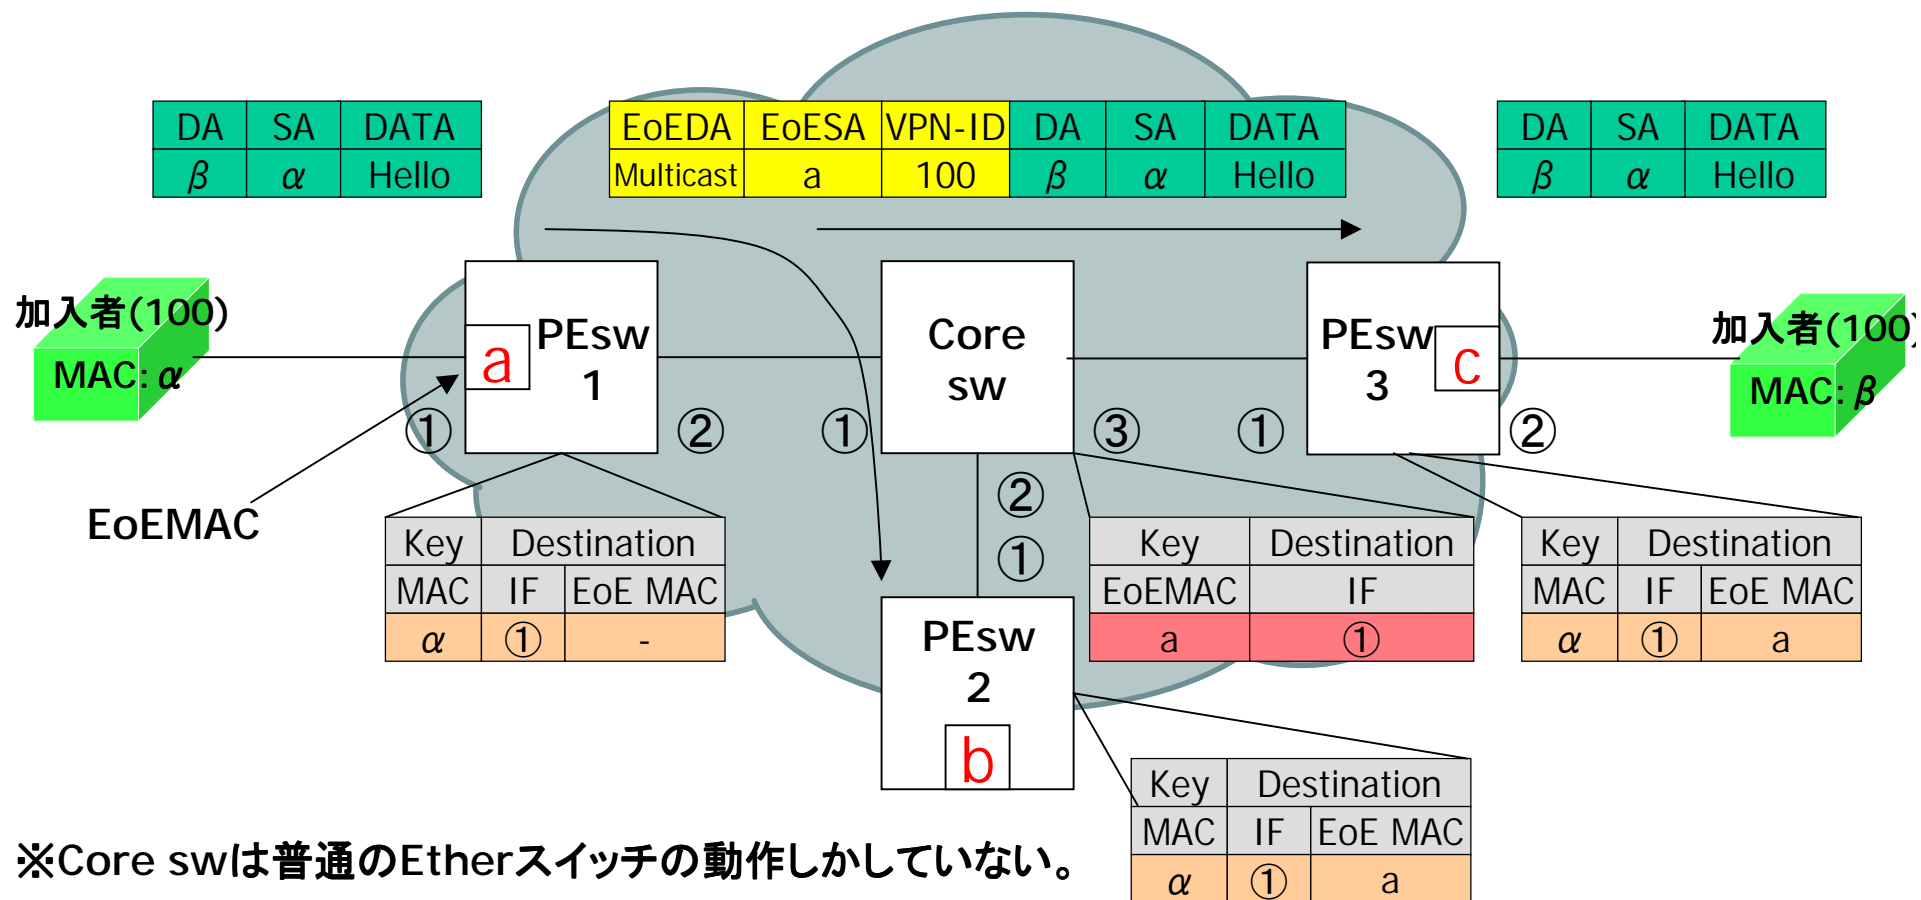 DA SA DATA
β α Hello
EoEDA EoESA VPN-ID DA SA DATA
Multicast a 100 β α Hello
DA SA DATA
β α Hello
加入者(100)
MAC: α
a
PEsw
1
Core
sw
PEsw
3
c
加入者(100)
MAC: β
①
②
①
③
①
②
EoEMAC
②
①
Key Destination
MAC IF EoE MAC
α ① -
Key Destination
EoEMAC IF
a ①
Key Destination
MAC IF EoE MAC
α ① a
PEsw
2
b
Key Destination
MAC IF EoE MAC
α ① a
※Core swは普通のEtherスイッチの動作しかしていない。